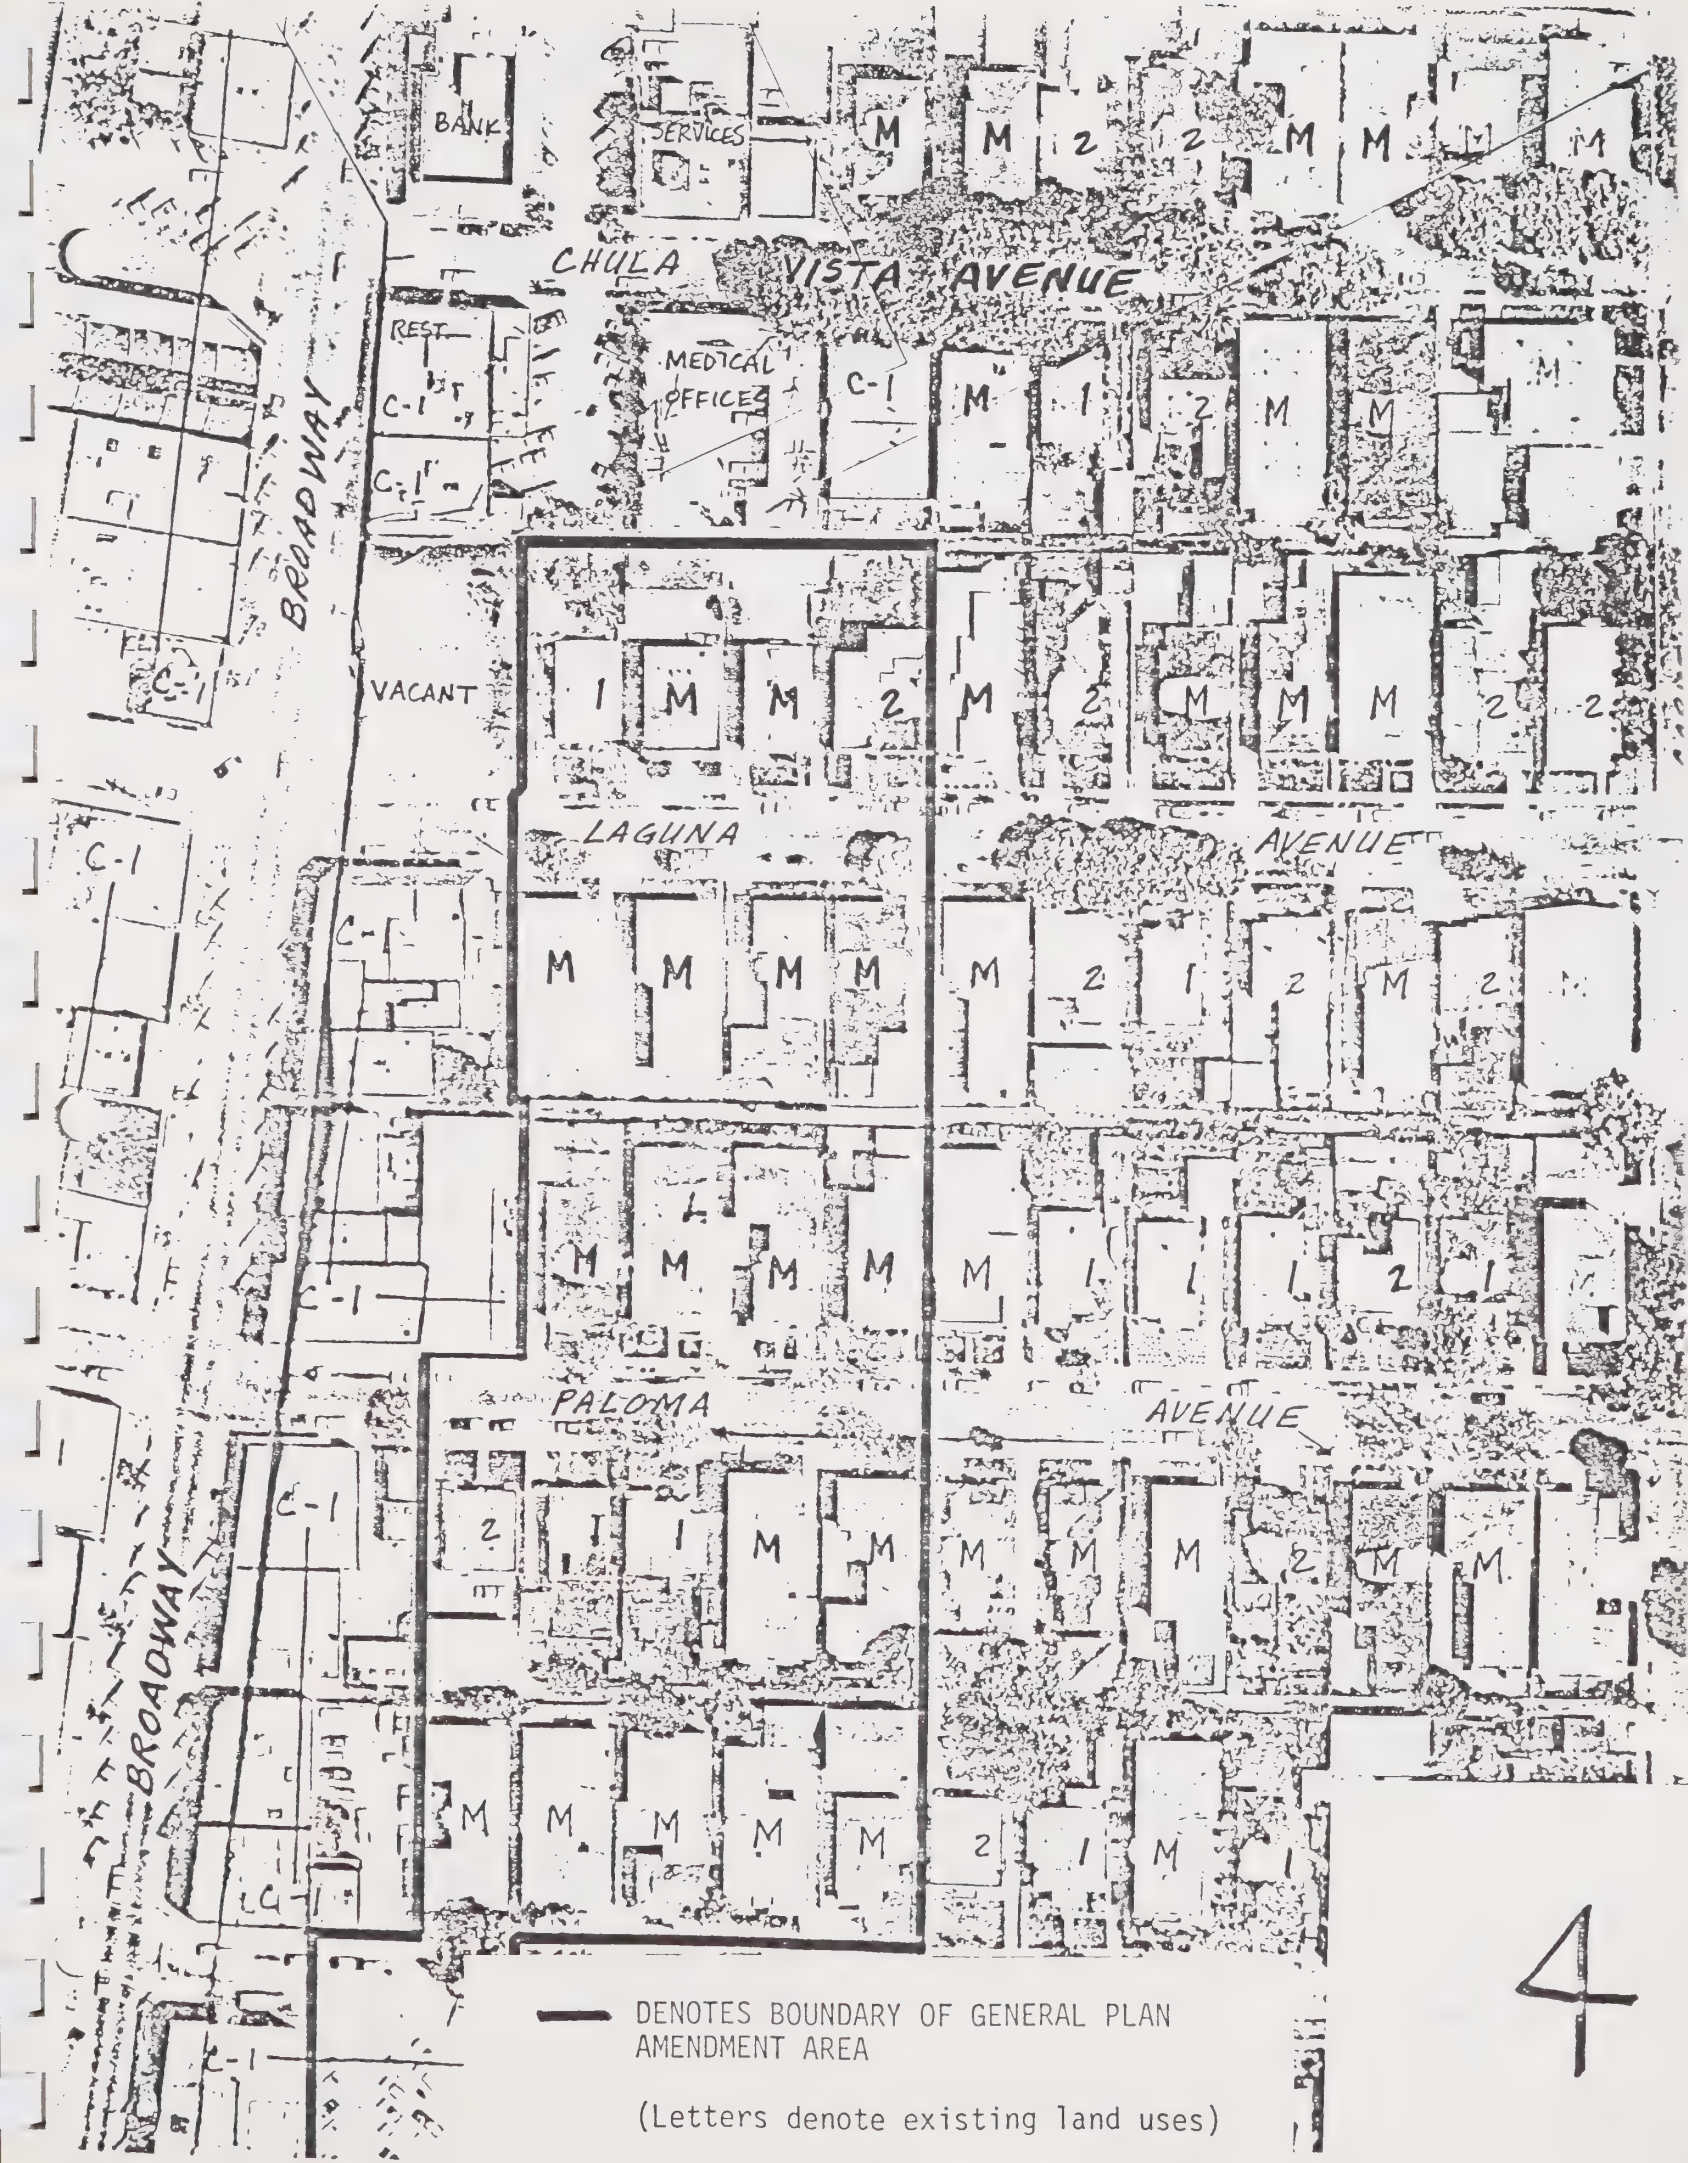 BANK
SERVICES
M M 2 2 M M M M
CHULA VISTA AVENUE
REST
C-1
MEDICAL
OFFICES
C-1
M 1 2 M M M
C-1
BROADWAY
C-1
VACANT
1 M M 2 M 2 M M M 2 2
LAGUNA AVENUE
C-1
C-1
M M M M M 2 1 2 M 2 M
M M M M M 1 1 1 2 1
C-1
PALOMA AVENUE
C-1
2 1 1 M M M M M 2 M M
BROADWAY
M M M M M 2 1 M 1
C-1
C-1
4
DENOTES BOUNDARY OF GENERAL PLAN
AMENDMENT AREA
(Letters denote existing land uses)